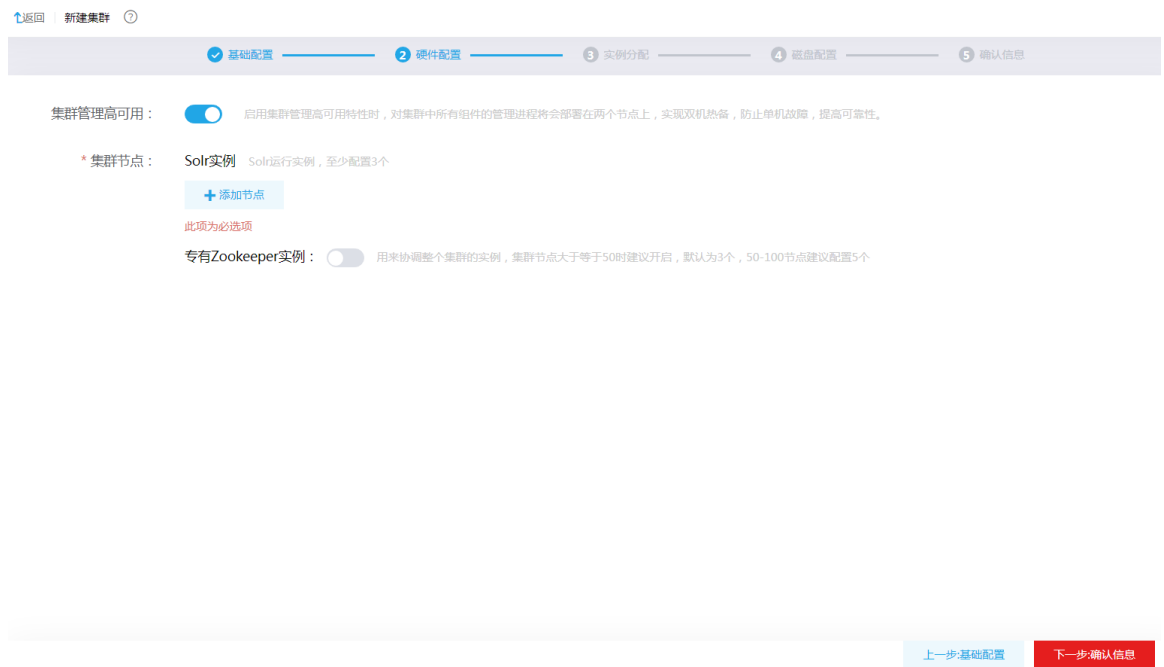 返回 新建集群 ?
基础配置 2 硬件配置 3 实例分配 4 磁盘配置 5 确认信息
集群管理高可用： 启用集群管理高可用特性时，对集群中所有组件的管理进程将会部署在两个节点上，实现双机热备，防止单机故障，提高可靠性。
* 集群节点： Solr实例 Solr运行实例，至少配置3个
+ 添加节点
此项为必选项
专有Zookeeper实例： 用来协调整个集群的实例，集群节点大于等于50时建议开启，默认为3个，50-100节点建议配置5个
上一步:基础配置 下一步:确认信息